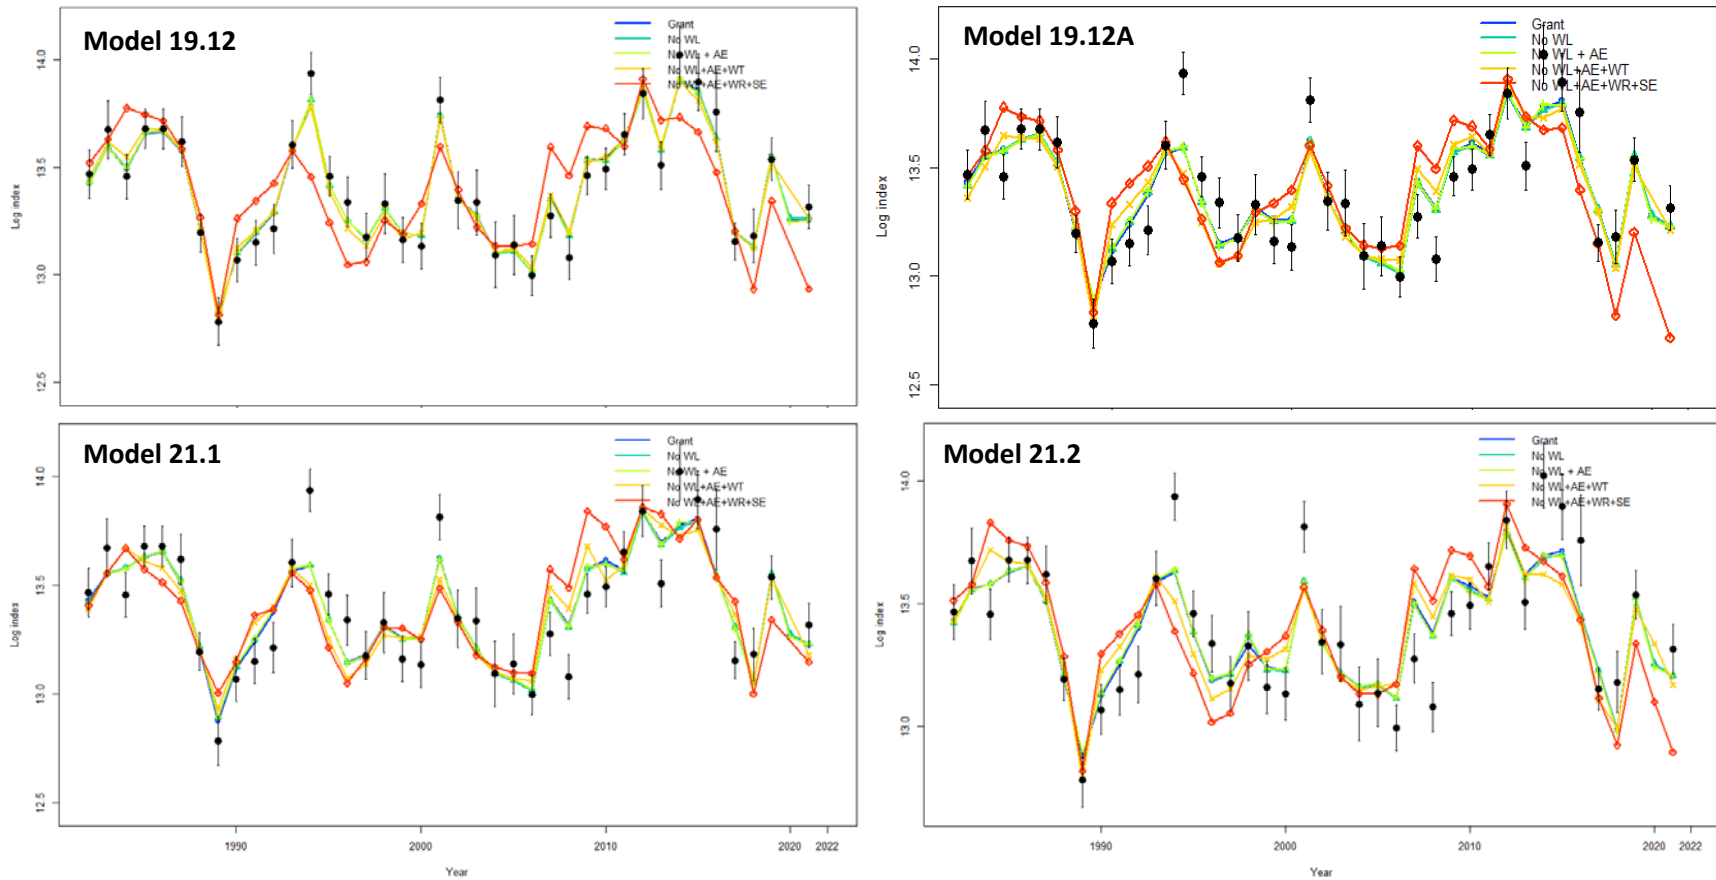 Model 19.12
Grant
No WL
No WL + AE
No WL+AE+WT
No WL+AE+WR+SE
Log index
14.0
13.5
13.0
12.5
Model 19.12A
Grant
No WL
No WL + AE
No WL+AE+WT
No WL+AE+WR+SE
Log index
14.0
13.5
13.0
12.5
Model 21.1
Grant
No WL
No WL + AE
No WL+AE+WT
No WL+AE+WR+SE
Log index
14.0
13.5
13.0
12.5
1990
2000
2010
2020
2022
Year
Model 21.2
Grant
No WL
No WL + AE
No WL+AE+WT
No WL+AE+WR+SE
Log index
14.0
13.5
13.0
1990
2000
2010
2020
2022
Year